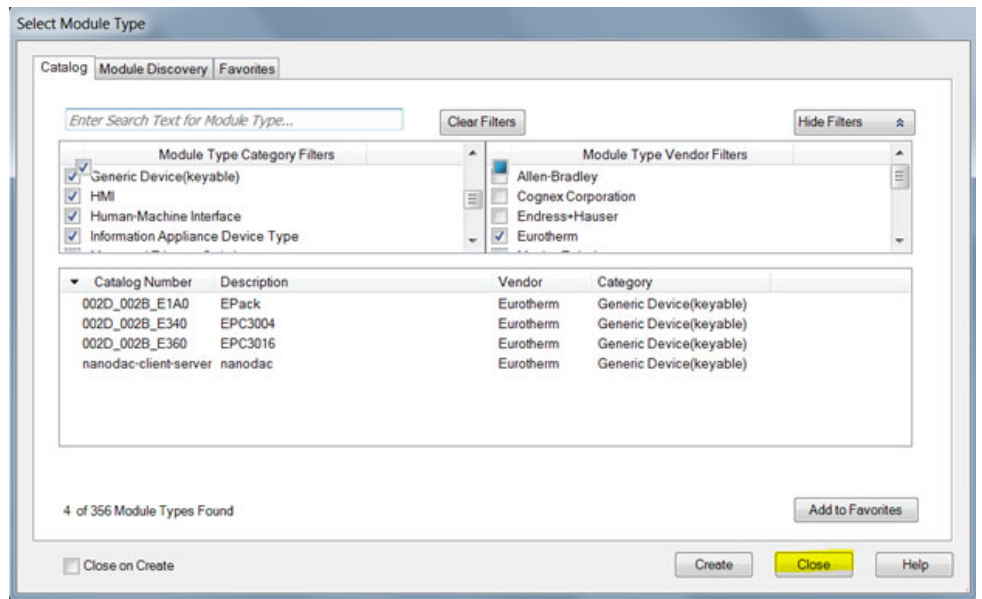 Select Module Type
Catalog Module Discovery Favorites
Enter Search Text for Module Type... Clear Filters Hide Filters
Module Type Category Filters Module Type Vendor Filters
Generic Device(keyable) Allen-Bradley
HMI Cognex Corporation
Human-Machine Interface Endress+Hauser
Information Appliance Device Type Eurotherm
Catalog Number Description Vendor Category
002D_002B_E1A0 EPack Eurotherm Generic Device(keyable)
002D_002B_E340 EPC3004 Eurotherm Generic Device(keyable)
002D_002B_E360 EPC3016 Eurotherm Generic Device(keyable)
nanodac-client-server nanodac Eurotherm Generic Device(keyable)
4 of 356 Module Types Found Add to Favorites
Close on Create Create Close Help